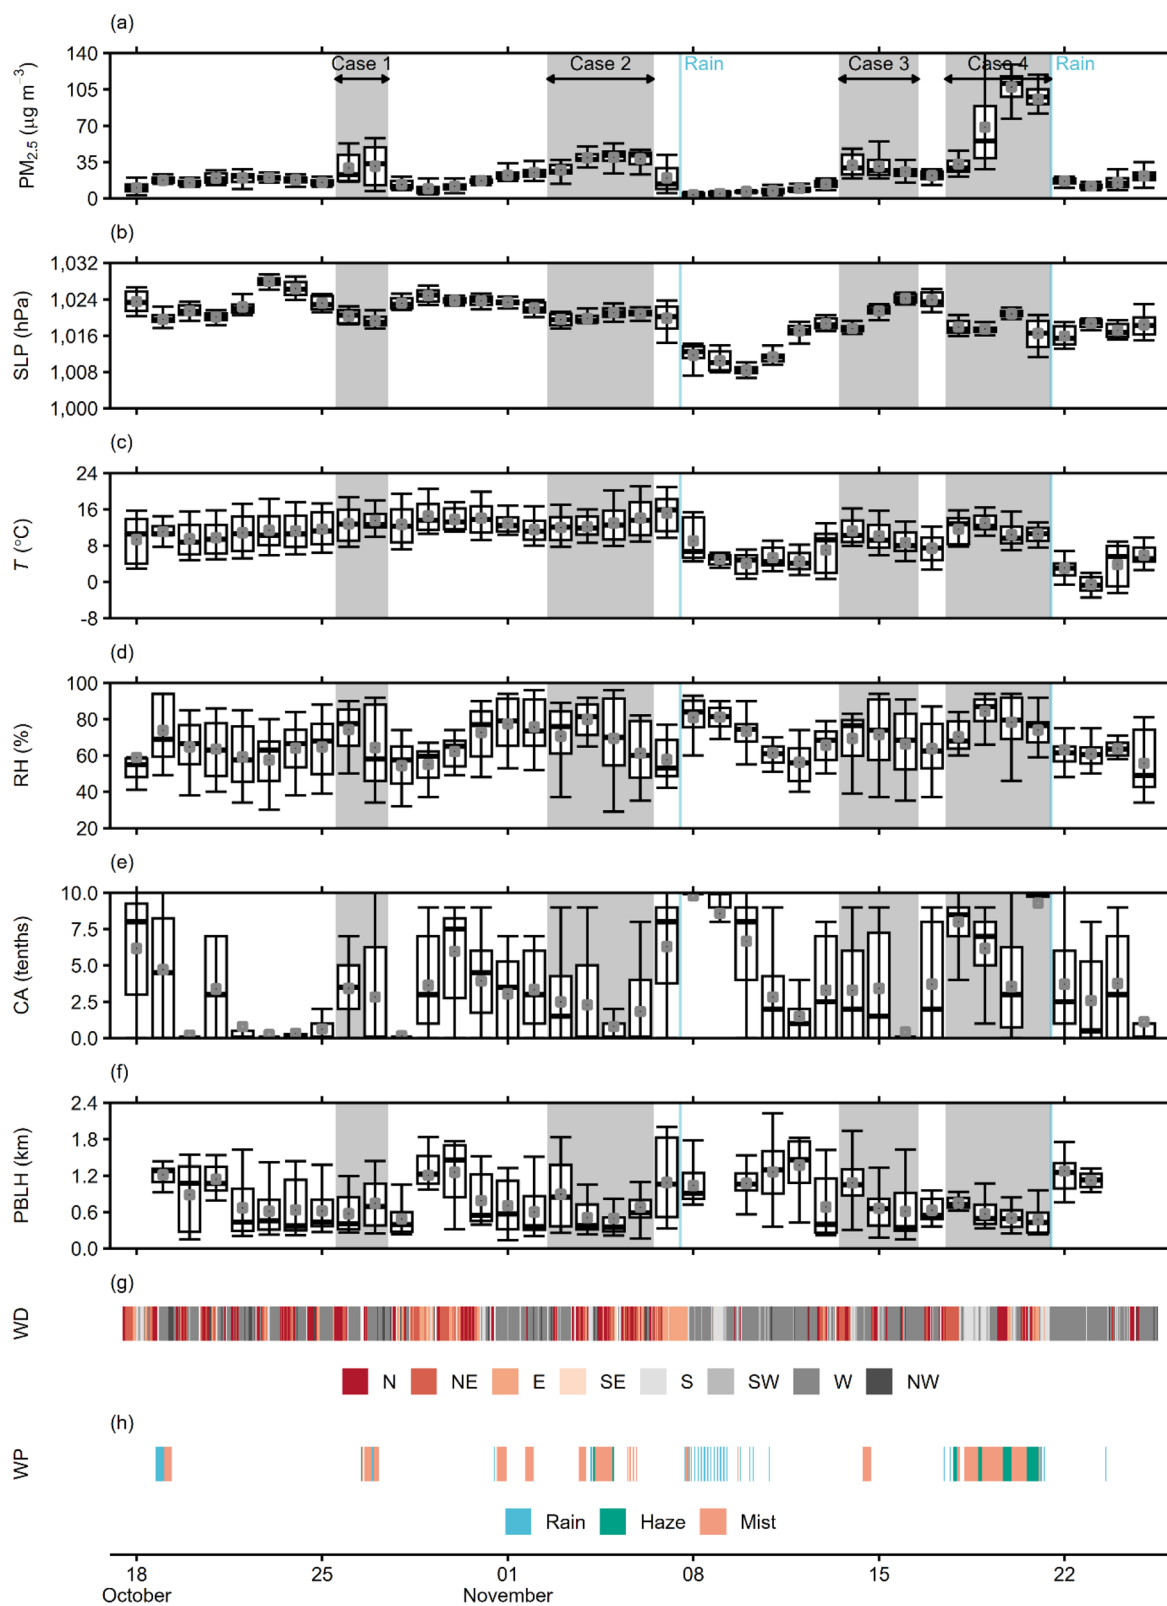 (a)
PM2.5 (μg m−3)
140
105
70
35
0
Case 1
Case 2
Rain
Case 3
Case 4
Rain
(b)
SLP (hPa)
1,032
1,024
1,016
1,008
1,000
(c)
T (°C)
24
16
8
0
-8
(d)
RH (%)
100
80
60
40
20
(e)
CA (tenths)
10.0
7.5
5.0
2.5
0.0
(f)
PBLH (km)
2.4
1.8
1.2
0.6
0.0
(g)
WD
N NE E SE S SW W NW
(h)
WP
Rain Haze Mist
18 25 01 08 15 22
October November